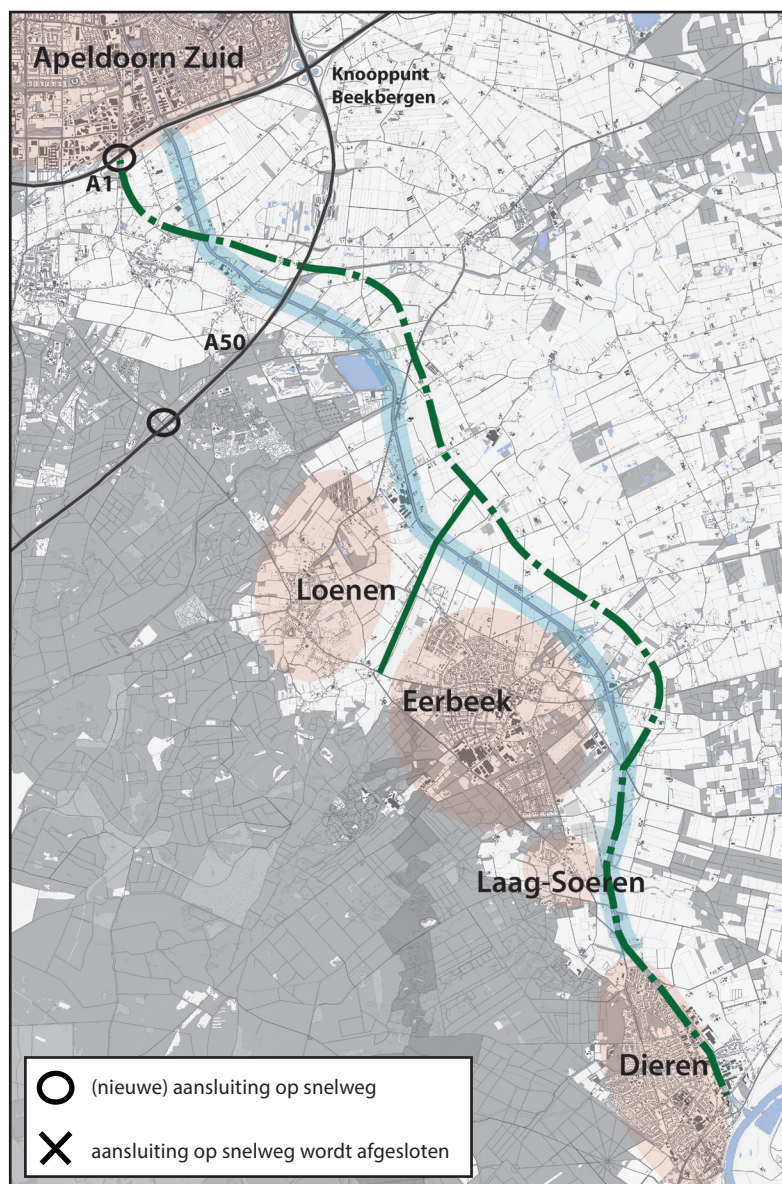 Apeldoorn Zuid
Knooppunt
Beekbergen
A1
A50
Loenen
Eerbeek
Laag-Soeren
Dieren
(nieuwe) aansluiting op snelweg
aansluiting op snelweg wordt afgesloten